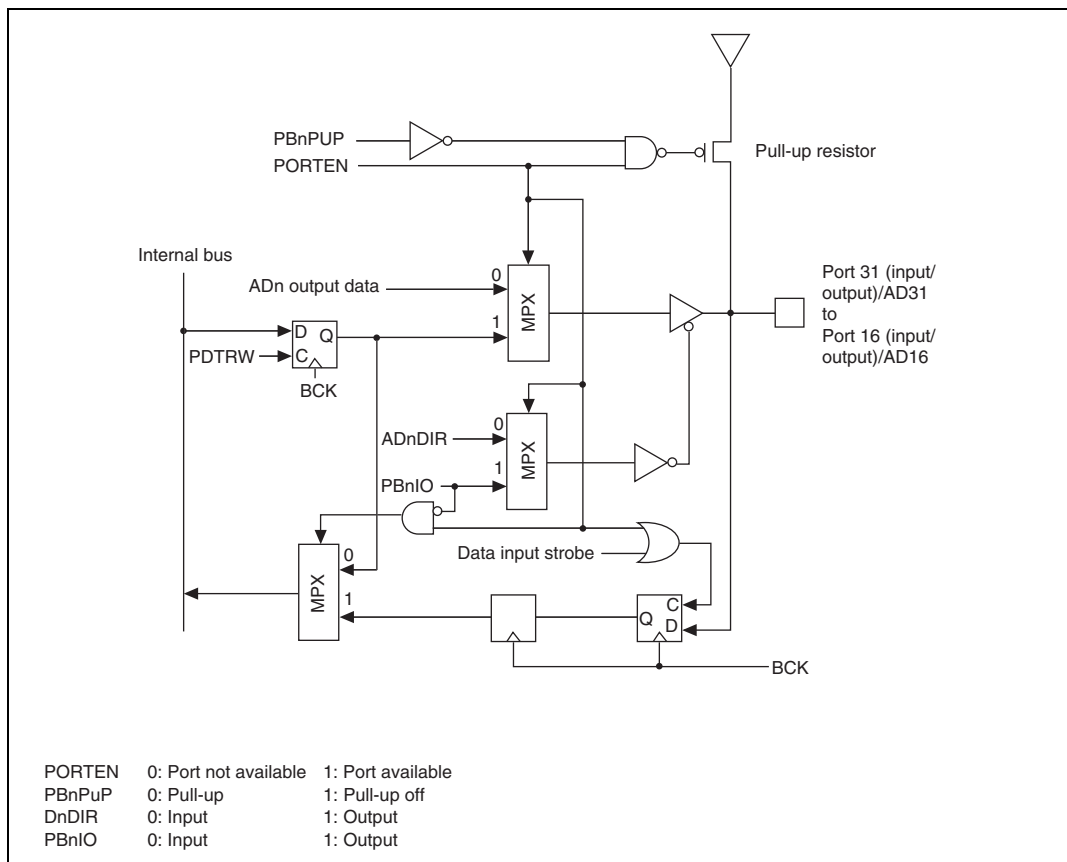 PBnPUP
PORTEN
Pull-up resistor
Internal bus
ADn output data
0
1
MPX
Port 31 (input/
output)/AD31
to
Port 16 (input/
output)/AD16
D Q
PDTRW
C
BCK
ADnDIR
0
1
MPX
PBnIO
Data input strobe
MPX
0
1
C
Q
D
BCK
PORTEN 0: Port not available 1: Port available
PBnPuP 0: Pull-up 1: Pull-up off
DnDIR 0: Input 1: Output
PBnIO 0: Input 1: Output